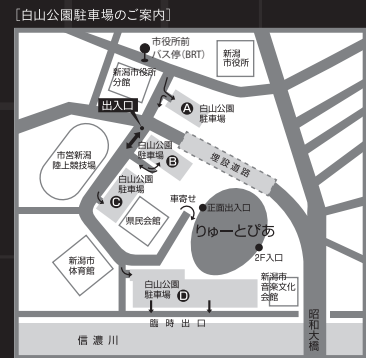 [白山公園駐車場のご案内]
市役所前
バス停(BRT)
新潟
市役所
新潟市役所
分館
出入口
A
白山公園
駐車場
白山公園
駐車場
B
埋設道路
市営新潟
陸上競技場
白山公園
駐車場
C
車寄せ
正面出入口
県民会館
りゅーとぴあ
2F入口
新潟市
体育館
白山公園
駐車場
D
新潟市
音楽文化
会館
臨時出口
昭和大橋
信濃川